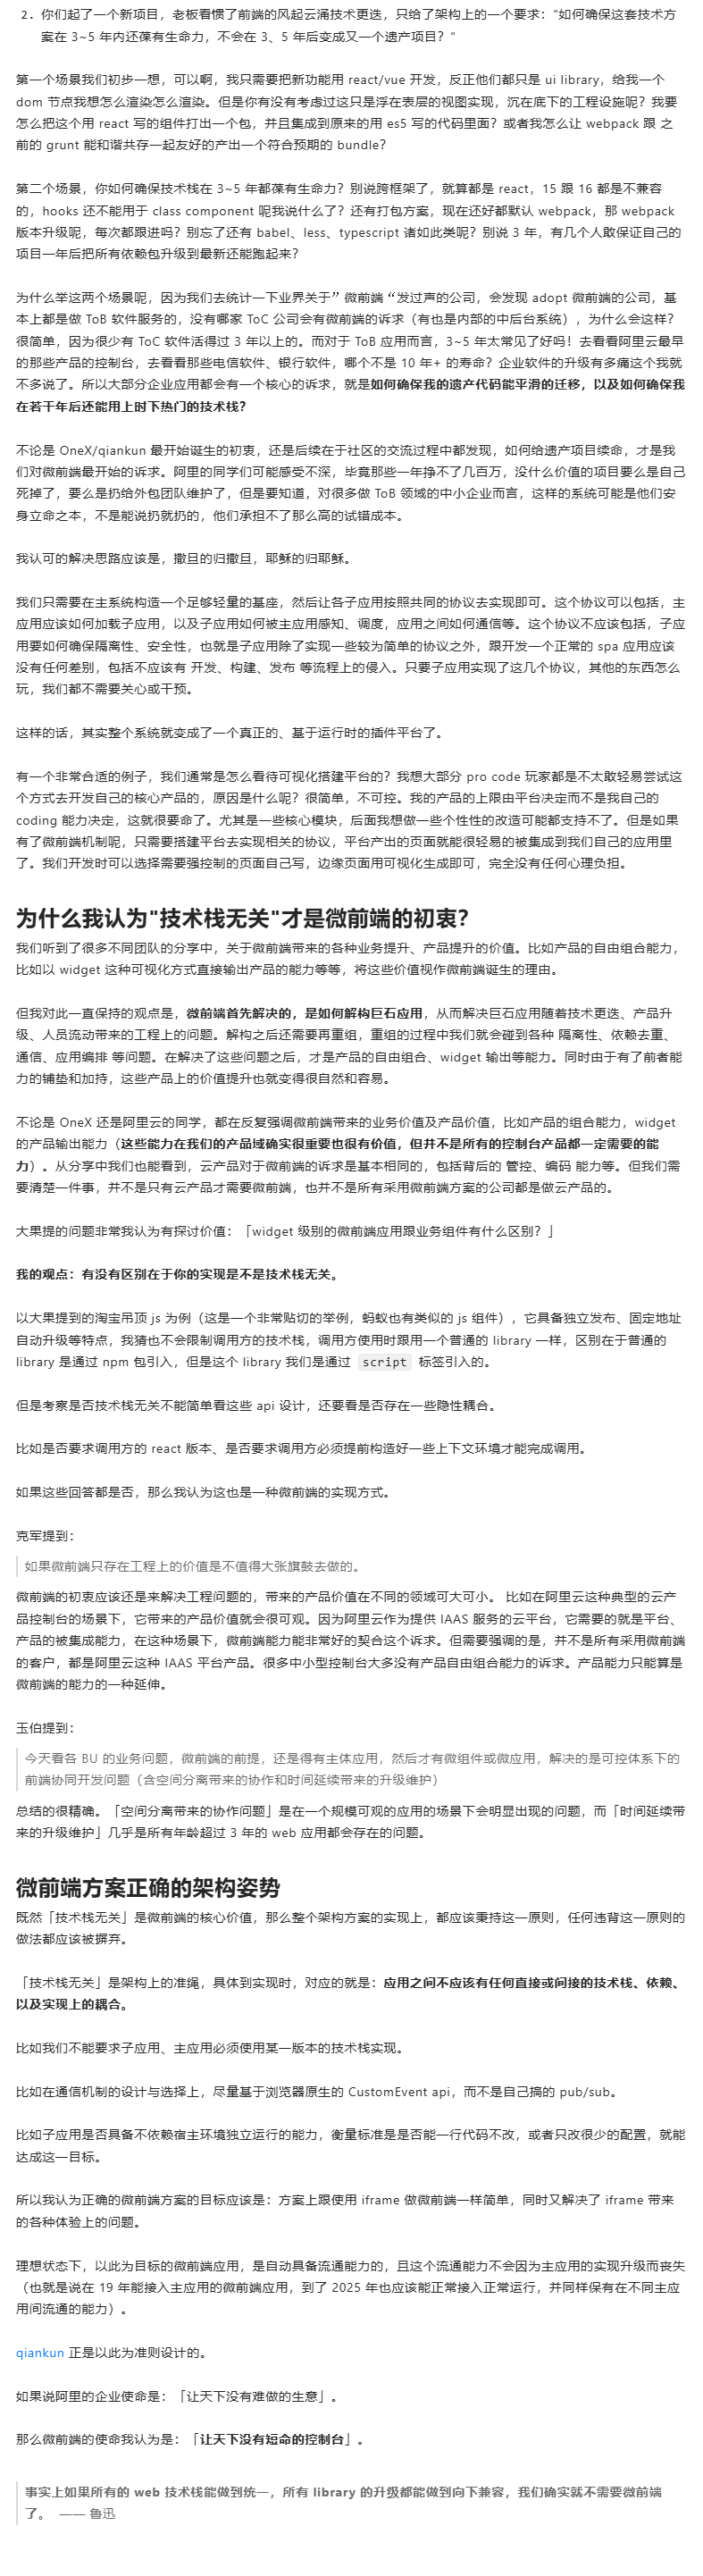 2. 你们起了一个新项目，老板看惯了前端的风起云涌技术更迭，只给了架构上的一个要求："如何确保这套技术方
案在 3~5 年内还葆有生命力，不会在 3、5 年后变成又一个遗产项目？"
第一个场景我们初步一想，可以啊，我只需要把新功能用 react/vue 开发，反正他们都只是 ui library，给我一个
dom 节点我想怎么渲染怎么渲染。但是你有没有考虑过这只是浮在表层的视图实现，沉在底下的工程设施呢？我要
怎么把这个用 react 写的组件打出一个包，并且集成到原来的用 es5 写的代码里面？或者我怎么让 webpack 跟 之
前的 grunt 能和谐共存一起友好的产出一个符合预期的 bundle？
第二个场景，你如何确保技术栈在 3~5 年都葆有生命力？别说跨框架了，就算都是 react，15 跟 16 都是不兼容
的，hooks 还不能用于 class component 呢我说什么了？还有打包方案，现在还好都默认 webpack，那 webpack
版本升级呢，每次都跟进吗？别忘了还有 babel、less、typescript 诸如此类呢？别说 3 年，有几个人敢保证自己的
项目一年后把所有依赖包升级到最新还能跑起来？
为什么举这两个场景呢，因为我们去统计一下业界关于”微前端“发过声的公司，会发现 adopt 微前端的公司，基
本上都是做 ToB 软件服务的，没有哪家 ToC 公司会有微前端的诉求（有也是内部的中后台系统），为什么会这样？
很简单，因为很少有 ToC 软件活得过 3 年以上的。而对于 ToB 应用而言，3~5 年太常见了好吗！去看看阿里云最早
的那些产品的控制台，去看看那些电信软件、银行软件，哪个不是 10 年+ 的寿命？企业软件的升级有多痛这个我就
不多说了。所以大部分企业应用都会有一个核心的诉求，就是如何确保我的遗产代码能平滑的迁移，以及如何确保我
在若干年后还能用上时下热门的技术栈？
不论是 OneX/qiankun 最开始诞生的初衷，还是后续在于社区的交流过程中都发现，如何给遗产项目续命，才是我
们对微前端最开始的诉求。阿里的同学们可能感受不深，毕竟那些一年挣不了几百万，没什么价值的项目要么是自己
死掉了，要么是扔给外包团队维护了，但是要知道，对很多做 ToB 领域的中小企业而言，这样的系统可能是他们安
身立命之本，不是能说扔就扔的，他们承担不了那么高的试错成本。
我认可的解决思路应该是，撒旦的归撒旦，耶稣的归耶稣。
我们只需要在主系统构造一个足够轻量的基座，然后让各子应用按照共同的协议去实现即可。这个协议可以包括，主
应用应该如何加载子应用，以及子应用如何被主应用感知、调度，应用之间如何通信等。这个协议不应该包括，子应
用要如何确保隔离性、安全性，也就是子应用除了实现一些较为简单的协议之外，跟开发一个正常的 spa 应用应该
没有任何差别，包括不应该有 开发、构建、发布 等流程上的侵入。只要子应用实现了这几个协议，其他的东西怎么
玩，我们都不需要关心或干预。
这样的话，其实整个系统就变成了一个真正的、基于运行时的插件平台了。
有一个非常合适的例子，我们通常是怎么看待可视化搭建平台的？我想大部分 pro code 玩家都是不太敢轻易尝试这
个方式去开发自己的核心产品的，原因是什么呢？很简单，不可控。我的产品的上限由平台决定而不是我自己的
coding 能力决定，这就很要命了。尤其是一些核心模块，后面我想做一些个性性的改造可能都支持不了。但是如果
有了微前端机制呢，只需要搭建平台去实现相关的协议，平台产出的页面就能很轻易的被集成到我们自己的应用里
了。我们开发时可以选择需要强控制的页面自己写，边缘页面用可视化生成即可，完全没有任何心理负担。
为什么我认为"技术栈无关"才是微前端的初衷？
我们听到了很多不同团队的分享中，关于微前端带来的各种业务提升、产品提升的价值。比如产品的自由组合能力，
比如以 widget 这种可视化方式直接输出产品的能力等等，将这些价值视作微前端诞生的理由。
但我对此一直保持的观点是，微前端首先解决的，是如何解构巨石应用，从而解决巨石应用随着技术更迭、产品升
级、人员流动带来的工程上的问题。解构之后还需要再重组，重组的过程中我们就会碰到各种 隔离性、依赖去重、
通信、应用编排 等问题。在解决了这些问题之后，才是产品的自由组合、widget 输出等能力。同时由于有了前者能
力的铺垫和加持，这些产品上的价值提升也就变得很自然和容易。
不论是 OneX 还是阿里云的同学，都在反复强调微前端带来的业务价值及产品价值，比如产品的组合能力，widget
的产品输出能力（这些能力在我们的产品域确实很重要也很有价值，但并不是所有的控制台产品都一定需要的能
力）。从分享中我们也能看到，云产品对于微前端的诉求是基本相同的，包括背后的 管控、编码 能力等。但我们需
要清楚一件事，并不是只有云产品才需要微前端，也并不是所有采用微前端方案的公司都是做云产品的。
大果提的问题非常我认为有探讨价值：「widget 级别的微前端应用跟业务组件有什么区别？」
我的观点：有没有区别在于你的实现是不是技术栈无关。
以大果提到的淘宝吊顶 js 为例（这是一个非常贴切的举例，蚂蚁也有类似的 js 组件），它具备独立发布、固定地址
自动升级等特点，我猜也不会限制调用方的技术栈，调用方使用时跟用一个普通的 library 一样，区别在于普通的
library 是通过 npm 包引入，但是这个 library 我们是通过 script 标签引入的。
但是考察是否技术栈无关不能简单看这些 api 设计，还要看是否存在一些隐性耦合。
比如是否要求调用方的 react 版本、是否要求调用方必须提前构造好一些上下文环境才能完成调用。
如果这些回答都是否，那么我认为这也是一种微前端的实现方式。
克军提到：
如果微前端只存在工程上的价值是不值得大张旗鼓去做的。
微前端的初衷应该还是来解决工程问题的，带来的产品价值在不同的领域可大可小。 比如在阿里云这种典型的云产
品控制台的场景下，它带来的产品价值就会很可观。因为阿里云作为提供 IAAS 服务的云平台，它需要的就是平台、
产品的被集成能力，在这种场景下，微前端能力能非常好的契合这个诉求。但需要强调的是，并不是所有采用微前端
的客户，都是阿里云这种 IAAS 平台产品。很多中小型控制台大多没有产品自由组合能力的诉求。产品能力只能算是
微前端的能力的一种延伸。
玉伯提到：
今天看各 BU 的业务问题，微前端的前提，还是得有主体应用，然后才有微组件或微应用，解决的是可控体系下的
前端协同开发问题（含空间分离带来的协作和时间延续带来的升级维护）
总结的很精确。「空间分离带来的协作问题」是在一个规模可观的应用的场景下会明显出现的问题，而「时间延续带
来的升级维护」几乎是所有年龄超过 3 年的 web 应用都会存在的问题。
微前端方案正确的架构姿势
既然「技术栈无关」是微前端的核心价值，那么整个架构方案的实现上，都应该秉持这一原则，任何违背这一原则的
做法都应该被摒弃。
「技术栈无关」是架构上的准绳，具体到实现时，对应的就是：应用之间不应该有任何直接或间接的技术栈、依赖、
以及实现上的耦合。
比如我们不能要求子应用、主应用必须使用某一版本的技术栈实现。
比如在通信机制的设计与选择上，尽量基于浏览器原生的 CustomEvent api，而不是自己搞的 pub/sub。
比如子应用是否具备不依赖宿主环境独立运行的能力，衡量标准是是否能一行代码不改，或者只改很少的配置，就能
达成这一目标。
所以我认为正确的微前端方案的目标应该是：方案上跟使用 iframe 做微前端一样简单，同时又解决了 iframe 带来
的各种体验上的问题。
理想状态下，以此为目标的微前端应用，是自动具备流通能力的，且这个流通能力不会因为主应用的实现升级而丧失
（也就是说在 19 年能接入主应用的微前端应用，到了 2025 年也应该能正常接入正常运行，并同样保有在不同主应
用间流通的能力）。
qiankun 正是以此为准则设计的。
如果说阿里的企业使命是：「让天下没有难做的生意」。
那么微前端的使命我认为是：「让天下没有短命的控制台」。
事实上如果所有的 web 技术栈能做到统一，所有 library 的升级都能做到向下兼容，我们确实就不需要微前端
了。 —— 鲁迅